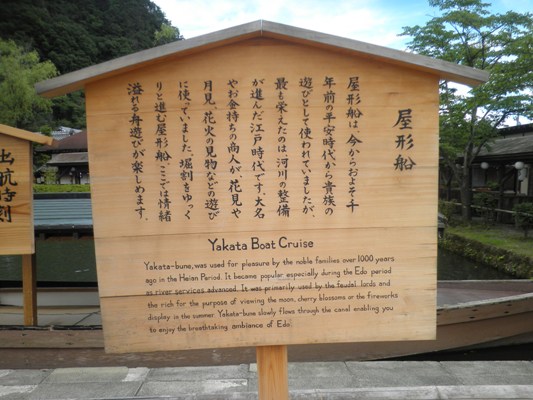 屋形船
屋形船は、今からおよそ千
年前の平安時代から貴族の
遊びとして使われていましたが、
最も栄えたのは河川の整備
が進んだ江戸時代です。大名
やお金持ちの商人が、花見や
月見、花火の見物などの遊び
に使っていました。堀割をゆっく
りと進む屋形船、ここでは情緒
溢れる舟遊びが楽しめます。
Yakata Boat Cruise
Yakata-bune, was used for pleasure by the noble families over 1000 years
ago in the Heian Period. It became popular especially during the Edo period
as river services advanced. It was primarily used by the feudal lords and
the rich for the purpose of viewing the moon, cherry blossoms or the fireworks
display in the summer. Yakata-bune slowly flows through the canal enabling you
to enjoy the breathtaking ambiance of Edo.
出航時刻